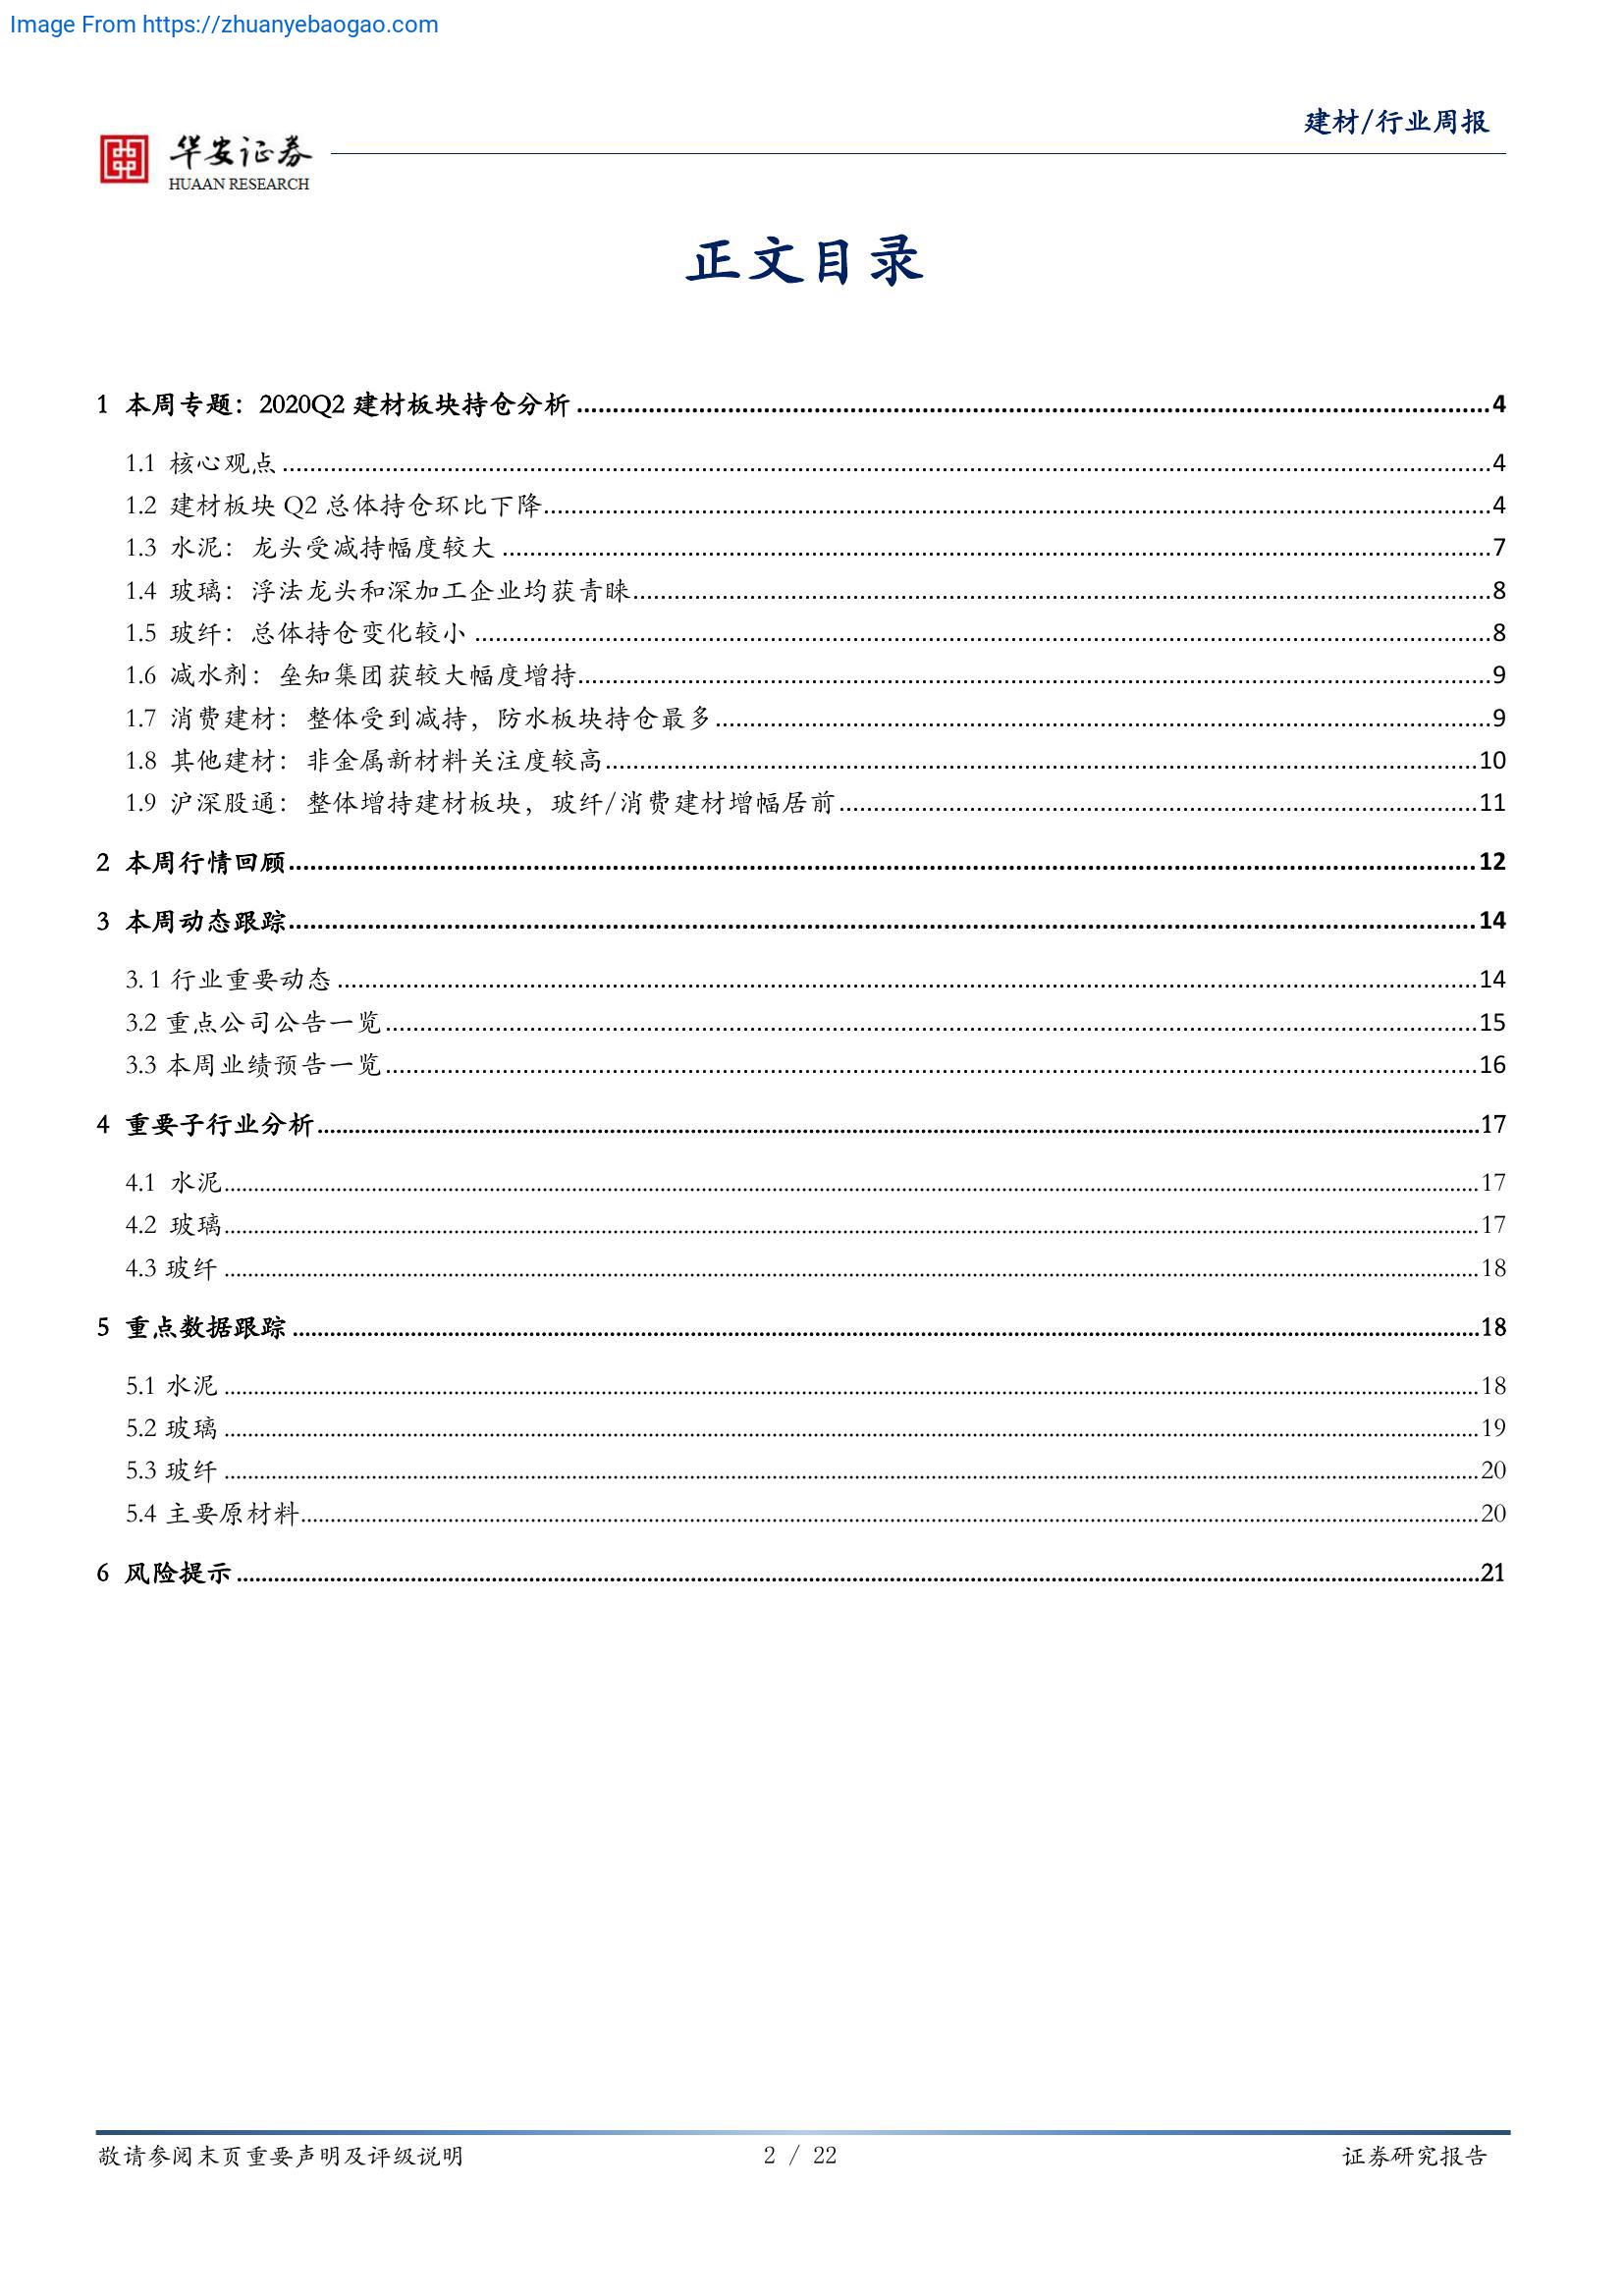 Image From https://zhuanyebaogao.com
建材/行业周报
华安证券
HUAAN RESEARCH
正文目录
1 本周专题：2020Q2 建材板块持仓分析 ........ 4
1.1 核心观点 ........ 4
1.2 建材板块 Q2 总体持仓环比下降 ........ 4
1.3 水泥：龙头受减持幅度较大 ........ 7
1.4 玻璃：浮法龙头和深加工企业均获青睐 ........ 8
1.5 玻纤：总体持仓变化较小 ........ 8
1.6 减水剂：垒知集团获较大幅度增持 ........ 9
1.7 消费建材：整体受到减持，防水板块持仓最多 ........ 9
1.8 其他建材：非金属新材料关注度较高 ........ 10
1.9 沪深股通：整体增持建材板块，玻纤/消费建材增幅居前 ........ 11
2 本周行情回顾 ........ 12
3 本周动态跟踪 ........ 14
3.1 行业重要动态 ........ 14
3.2 重点公司公告一览 ........ 15
3.3 本周业绩预告一览 ........ 16
4 重要子行业分析 ........ 17
4.1 水泥 ........ 17
4.2 玻璃 ........ 17
4.3 玻纤 ........ 18
5 重点数据跟踪 ........ 18
5.1 水泥 ........ 18
5.2 玻璃 ........ 19
5.3 玻纤 ........ 20
5.4 主要原材料 ........ 20
6 风险提示 ........ 21
敬请参阅末页重要声明及评级说明
2 / 22
证券研究报告